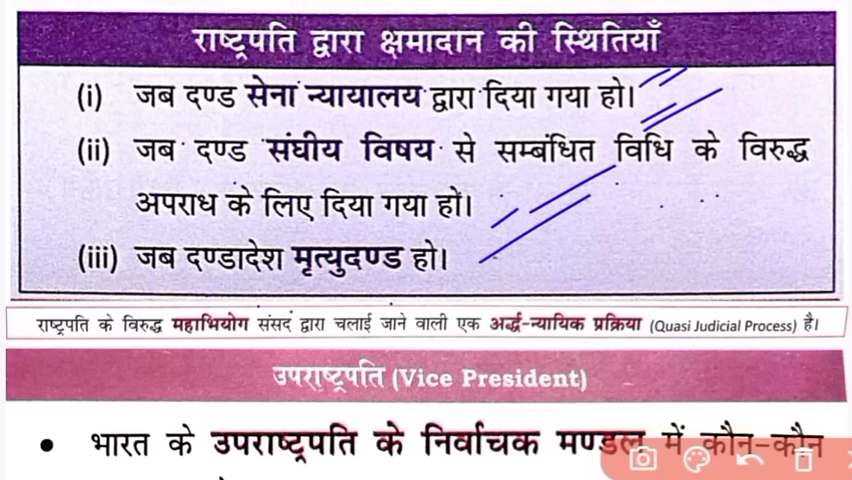 राष्ट्रपति द्वारा क्षमादान की स्थितियाँ
(i) जब दण्ड सेना न्यायालय द्वारा दिया गया हो।
(ii) जब दण्ड संघीय विषय से सम्बंधित विधि के विरुद्ध
अपराध के लिए दिया गया हो।
(iii) जब दण्डादेश मृत्युदण्ड हो।
राष्ट्रपति के विरुद्ध महाभियोग संसद द्वारा चलाई जाने वाली एक अर्द्ध-न्यायिक प्रक्रिया (Quasi Judicial Process) है।
उपराष्ट्रपति (Vice President)
• भारत के उपराष्ट्रपति के निर्वाचक मण्डल में कौन-कौन